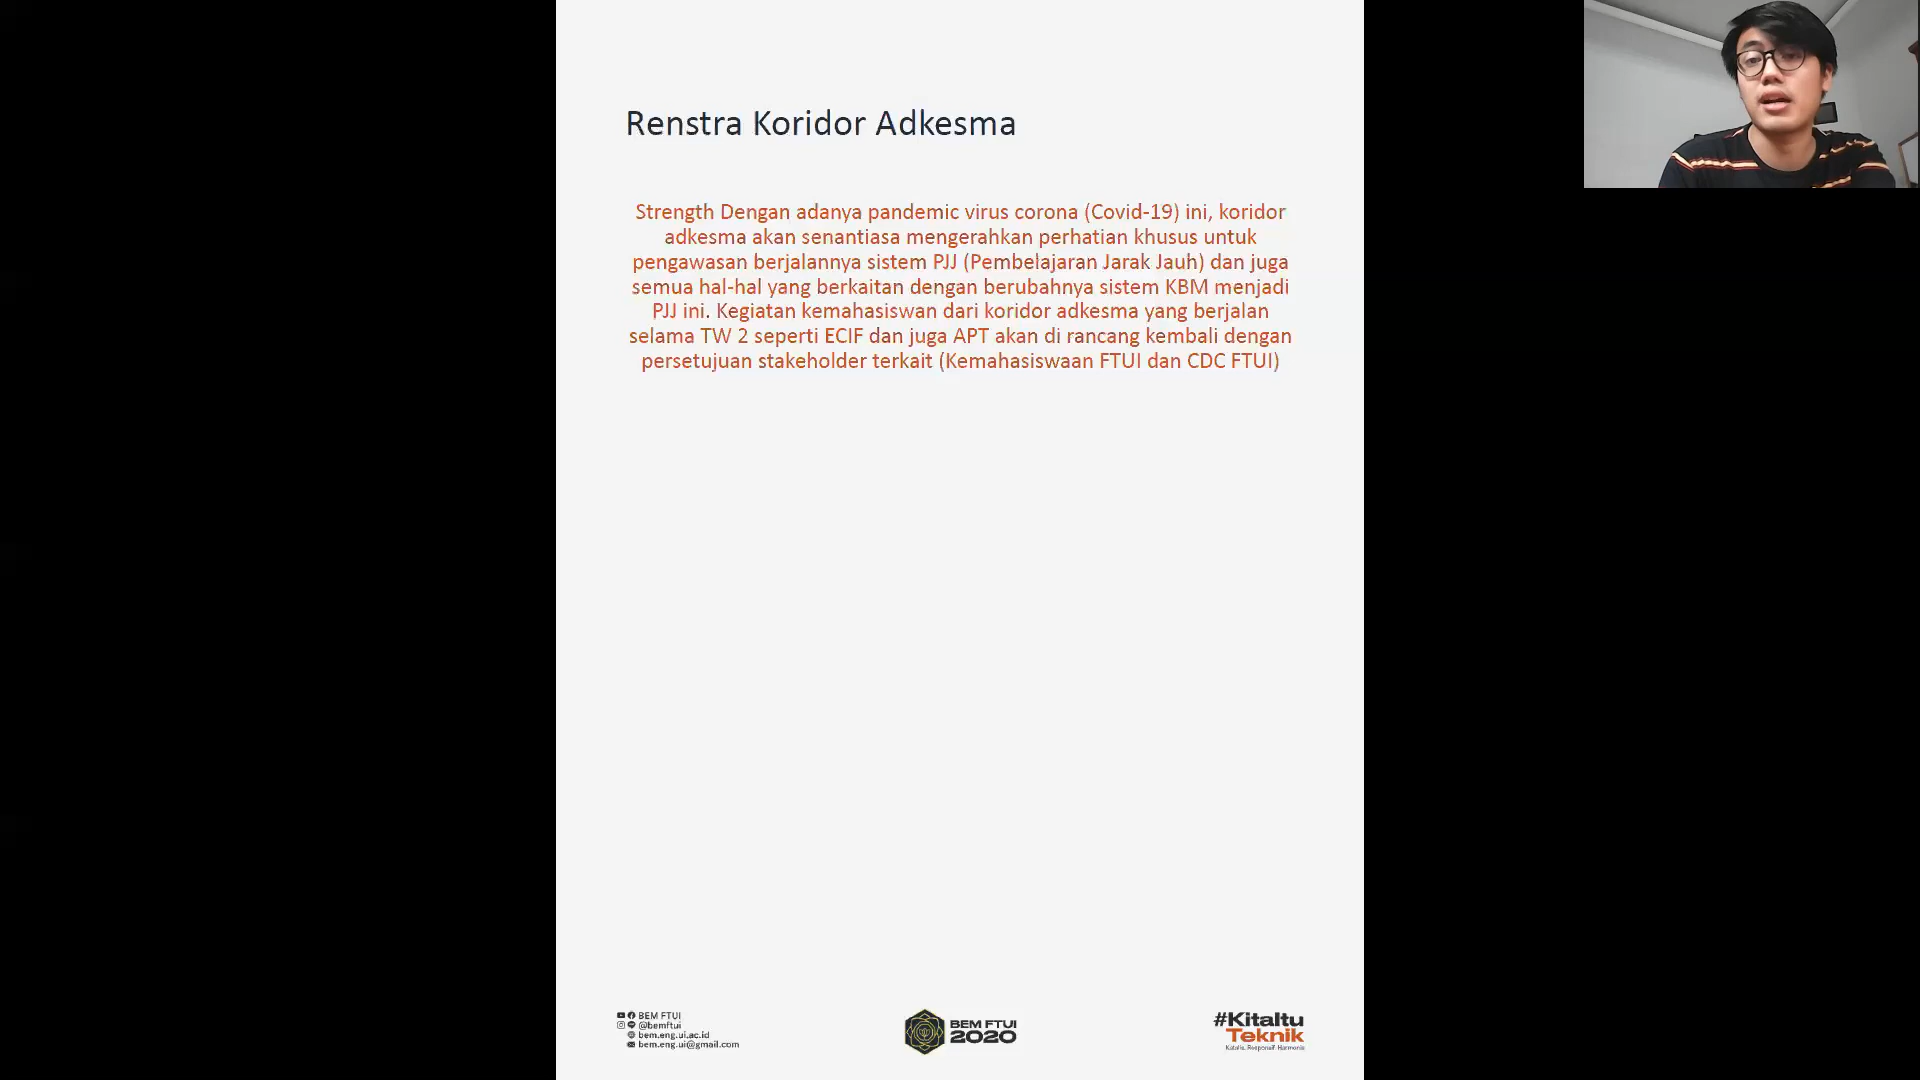 Renstra Koridor Adkesma
Strength Dengan adanya pandemic virus corona (Covid-19) ini, koridor
adkesma akan senantiasa mengerahkan perhatian khusus untuk
pengawasan berjalannya sistem PJJ (Pembelajaran Jarak Jauh) dan juga
semua hal-hal yang berkaitan dengan berubahnya sistem KBM menjadi
PJJ ini. Kegiatan kemahasiswan dari koridor adkesma yang berjalan
selama TW 2 seperti ECIF dan juga APT akan di rancang kembali dengan
persetujuan stakeholder terkait (Kemahasiswaan FTUI dan CDC FTUI)
BEM FTUI
@bemftui
bem.eng.ui.ac.id
bem.eng.ui@gmail.com
BEM FTUI
2020
#KitaItu
Teknik
Katalis. Responsif. Harmonis